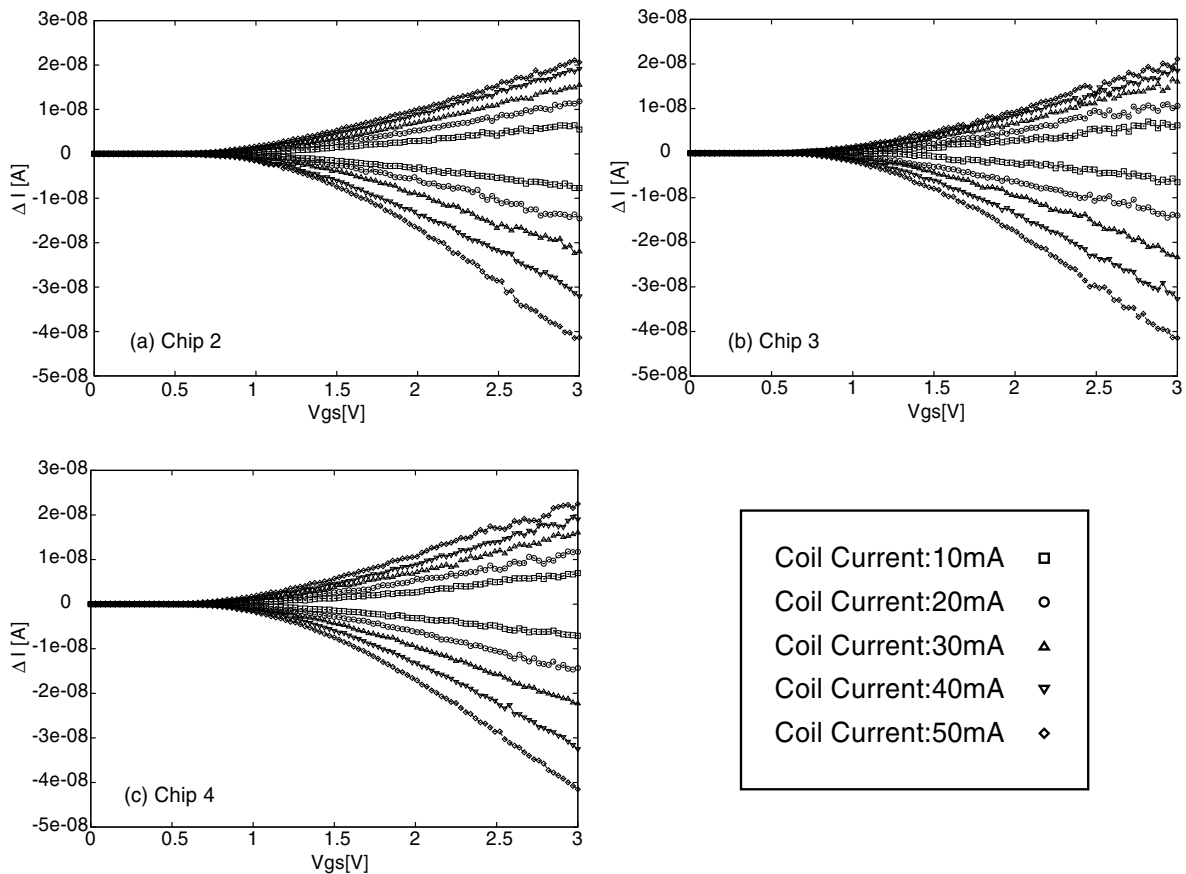 3e-08
2e-08
1e-08
0
-1e-08
-2e-08
-3e-08
-4e-08
-5e-08
Δ I [A]
(a) Chip 2
0 0.5 1 1.5 2 2.5 3
Vgs[V]
3e-08
2e-08
1e-08
0
-1e-08
-2e-08
-3e-08
-4e-08
-5e-08
Δ I [A]
(b) Chip 3
0 0.5 1 1.5 2 2.5 3
Vgs[V]
3e-08
2e-08
1e-08
0
-1e-08
-2e-08
-3e-08
-4e-08
-5e-08
Δ I [A]
(c) Chip 4
0 0.5 1 1.5 2 2.5 3
Vgs[V]
Coil Current:10mA
Coil Current:20mA
Coil Current:30mA
Coil Current:40mA
Coil Current:50mA